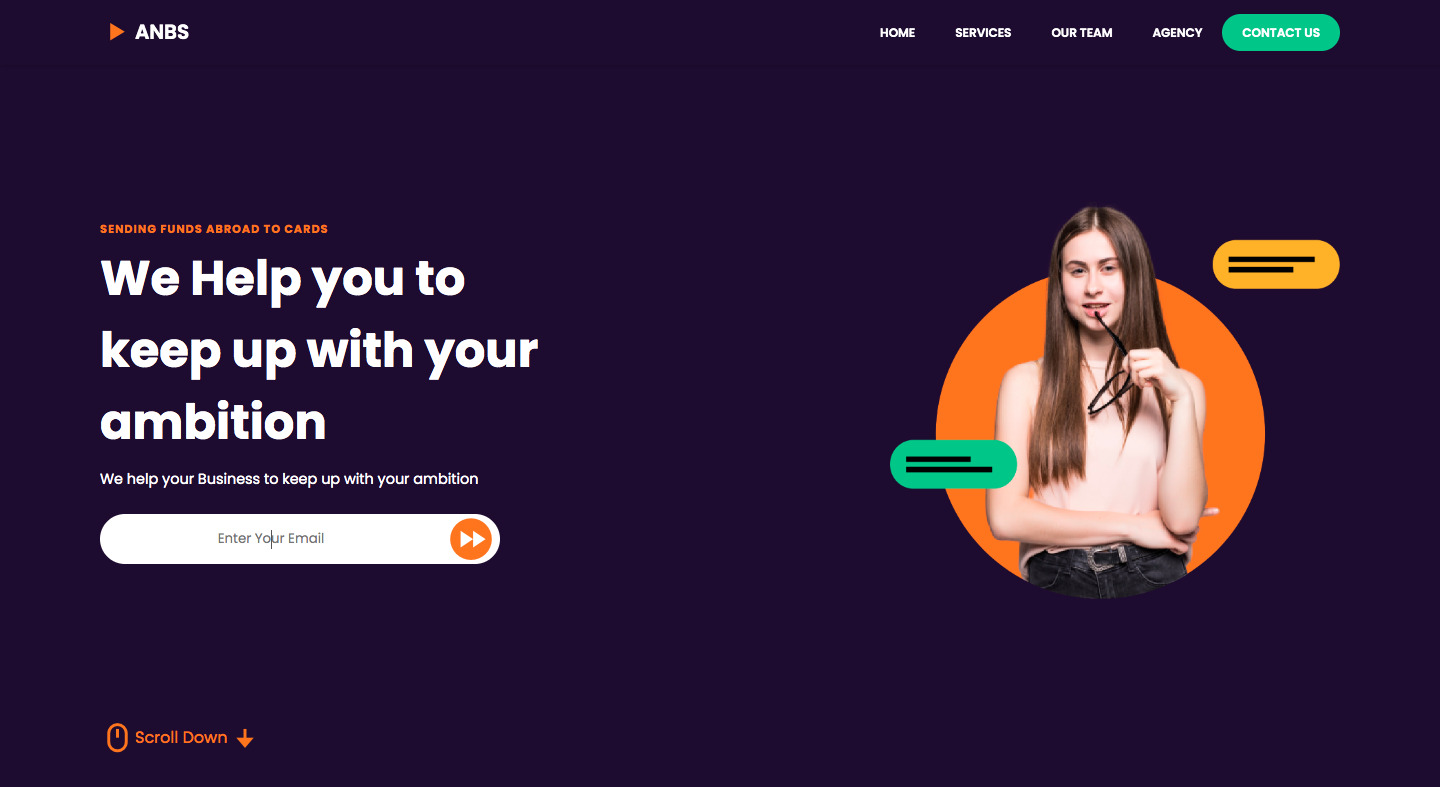 ANBS
HOME SERVICES OUR TEAM AGENCY CONTACT US
SENDING FUNDS ABROAD TO CARDS
We Help you to
keep up with your
ambition
We help your Business to keep up with your ambition
Enter Your Email
Scroll Down